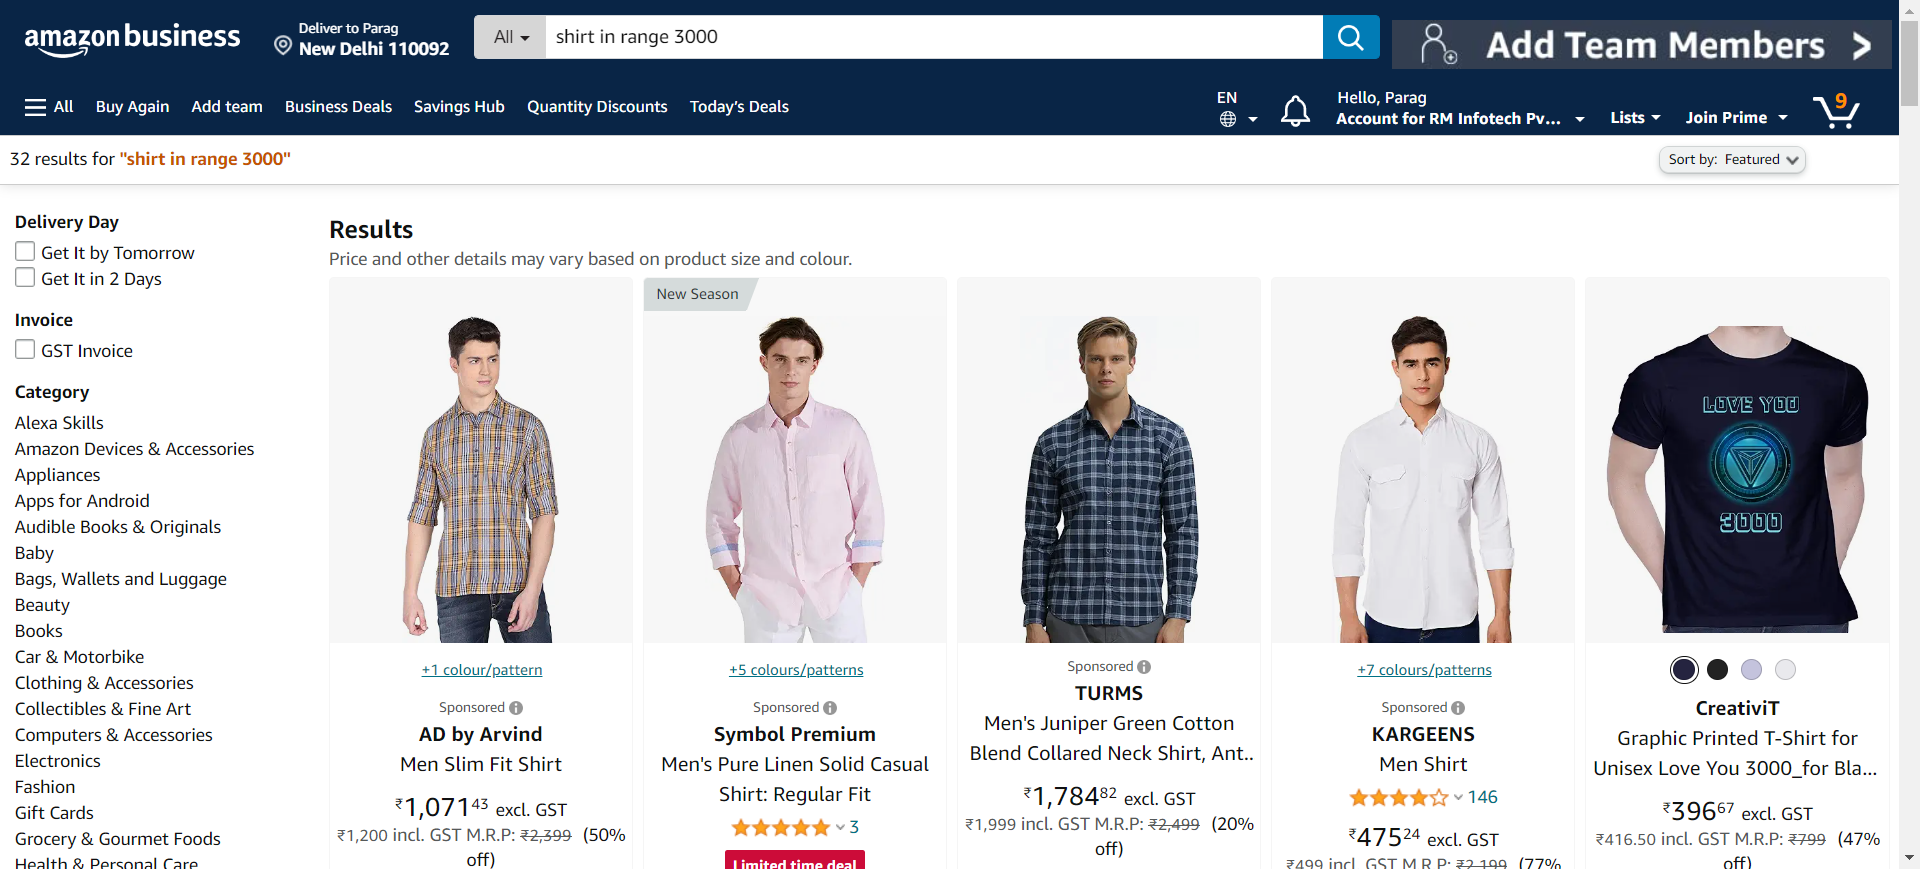 amazon business
Deliver to Parag
New Delhi 110092
All
shirt in range 3000
Add Team Members
All
Buy Again
Add team
Business Deals
Savings Hub
Quantity Discounts
Today's Deals
EN
Hello, Parag
Account for RM Infotech Pv...
Lists
Join Prime
9
32 results for "shirt in range 3000"
Sort by: Featured
Delivery Day
Get It by Tomorrow
Get It in 2 Days
Invoice
GST Invoice
Category
Alexa Skills
Amazon Devices & Accessories
Appliances
Apps for Android
Audible Books & Originals
Baby
Bags, Wallets and Luggage
Beauty
Books
Car & Motorbike
Clothing & Accessories
Collectibles & Fine Art
Computers & Accessories
Electronics
Fashion
Gift Cards
Grocery & Gourmet Foods
Health & Personal Care
Results
Price and other details may vary based on product size and colour.
+1 colour/pattern
Sponsored
AD by Arvind
Men Slim Fit Shirt
₹1,071 43 excl. GST
₹1,200 incl. GST M.R.P: ₹2,399 (50%
off)
New Season
+5 colours/patterns
Sponsored
Symbol Premium
Men's Pure Linen Solid Casual
Shirt: Regular Fit
3
Limited time deal
Sponsored
TURMS
Men's Juniper Green Cotton
Blend Collared Neck Shirt, Ant..
₹1,784 82 excl. GST
₹1,999 incl. GST M.R.P: ₹2,499 (20%
off)
+7 colours/patterns
Sponsored
KARGEENS
Men Shirt
146
₹475 24 excl. GST
₹499 incl. GST M.R.P: ₹2,199 (77%
LOVE YOU
3000
CreativiT
Graphic Printed T-Shirt for
Unisex Love You 3000_for Bla...
₹396 67 excl. GST
₹416.50 incl. GST M.R.P: ₹799 (47%
off)